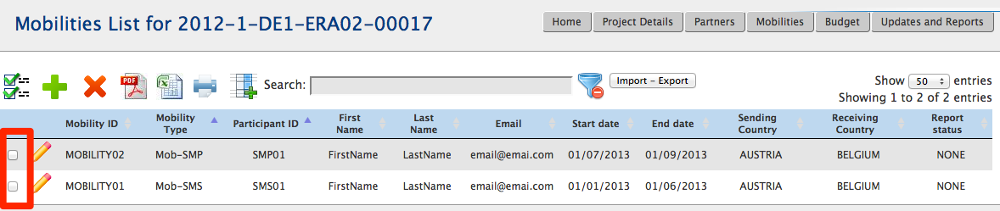 Mobilities List for 2012-1-DE1-ERA02-00017
Home Project Details Partners Mobilities Budget Updates and Reports
PDF Search: Import - Export Show 50 entries
Showing 1 to 2 of 2 entries
Mobility ID Mobility Type Participant ID First Name Last Name Email Start date End date Sending Country Receiving Country Report status
MOBILITY02 Mob-SMP SMP01 FirstName LastName email@emai.com 01/07/2013 01/09/2013 AUSTRIA BELGIUM NONE
MOBILITY01 Mob-SMS SMS01 FirstName LastName email@emai.com 01/01/2013 01/06/2013 AUSTRIA BELGIUM NONE